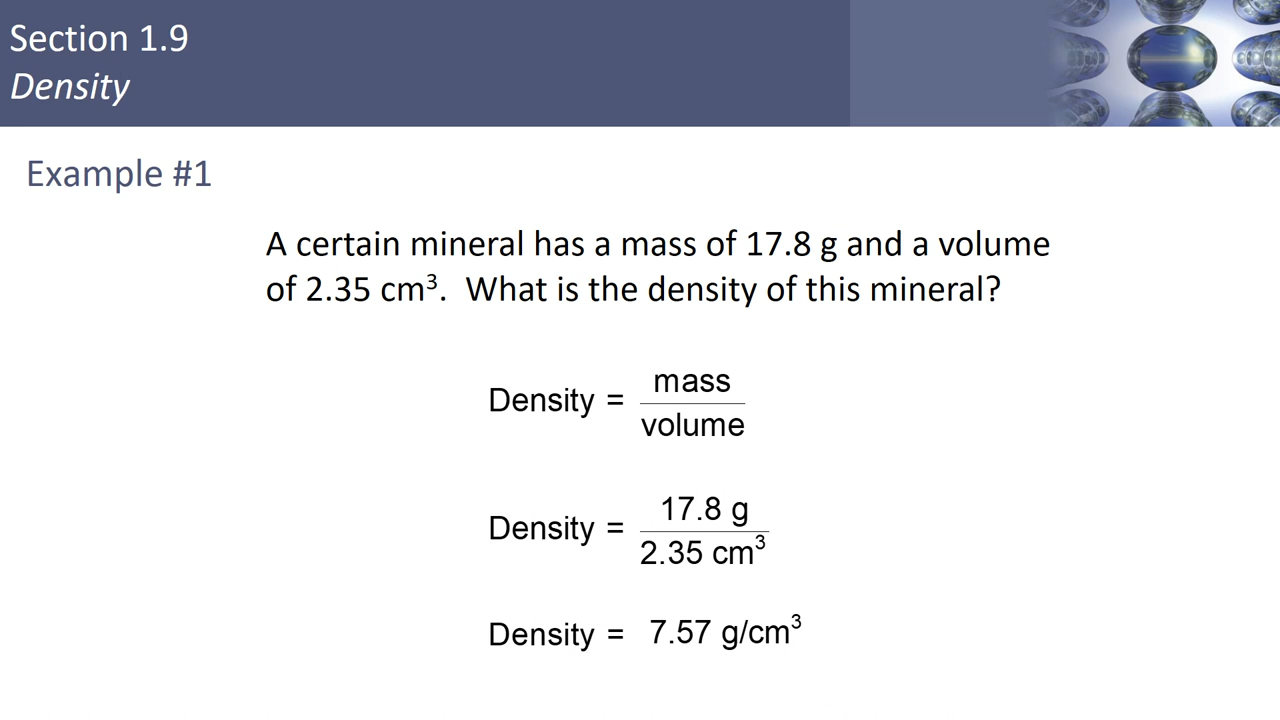 Section 1.9
Density
Example #1
A certain mineral has a mass of 17.8 g and a volume
of 2.35 cm³.  What is the density of this mineral?
Density = mass
volume
Density = 17.8 g
2.35 cm³
Density = 7.57 g/cm³